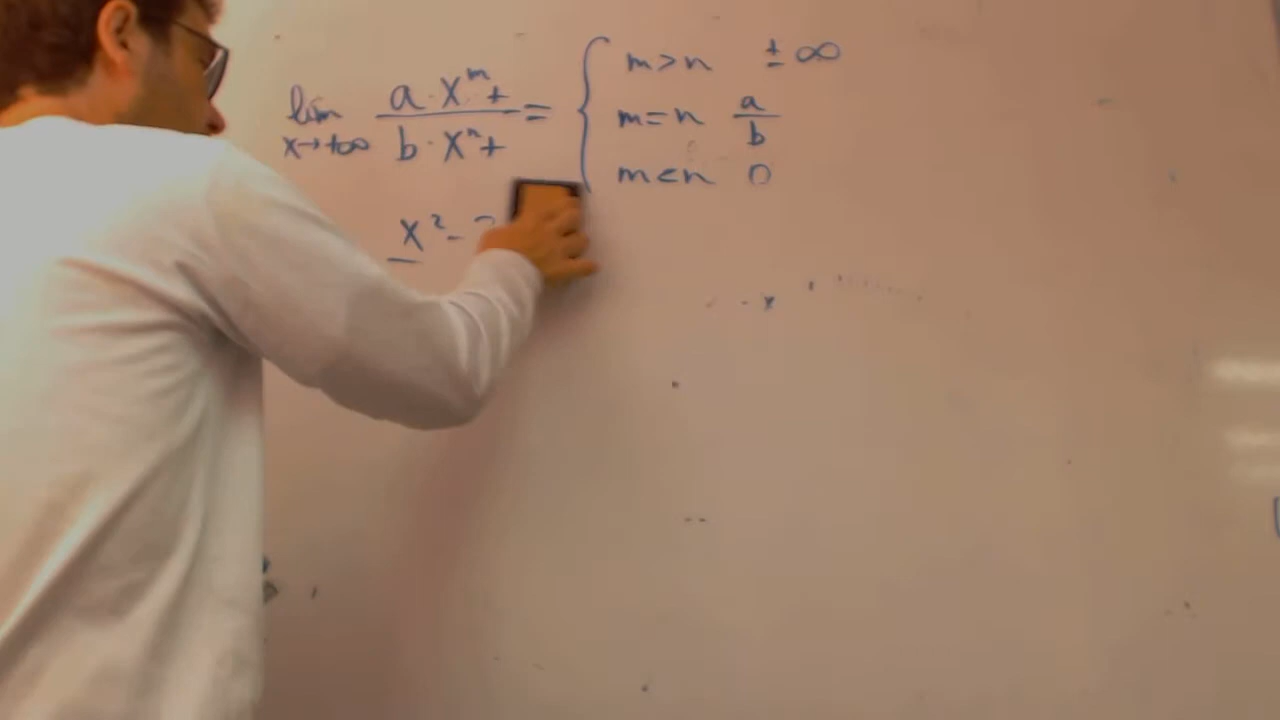 lim x→+∞ a·x^m+ / b·x^n+ = { m>n ± ∞
m=n a/b
m<n 0
x² -